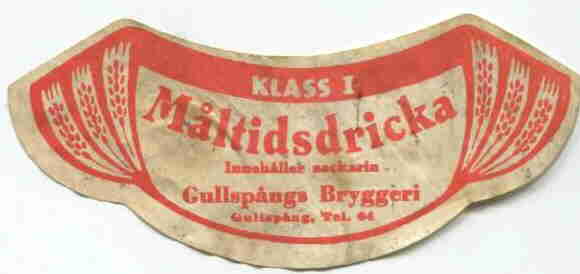 KLASS I
Måltidsdricka
Innehåller sackarin
Gullspångs Bryggeri
Gullspång, Tel. 64